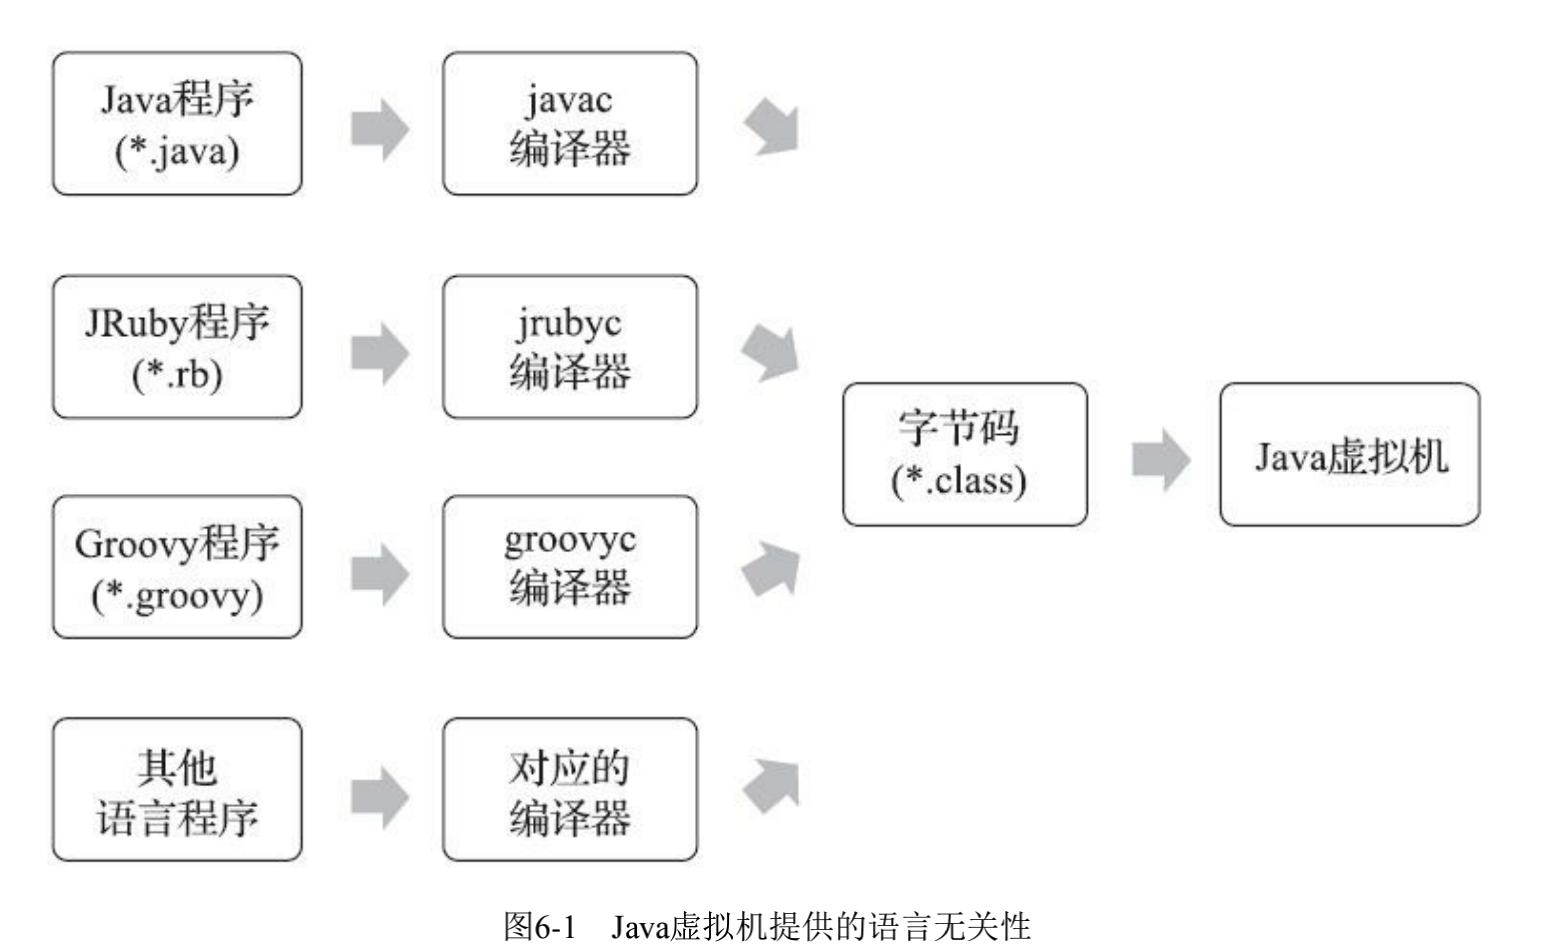 Java程序
(*.java)
javac
编译器
JRuby程序
(*.rb)
jrubyc
编译器
Groovy程序
(*.groovy)
groovyc
编译器
其他
语言程序
对应的
编译器
字节码
(*.class)
Java虚拟机
图6-1 Java虚拟机提供的语言无关性